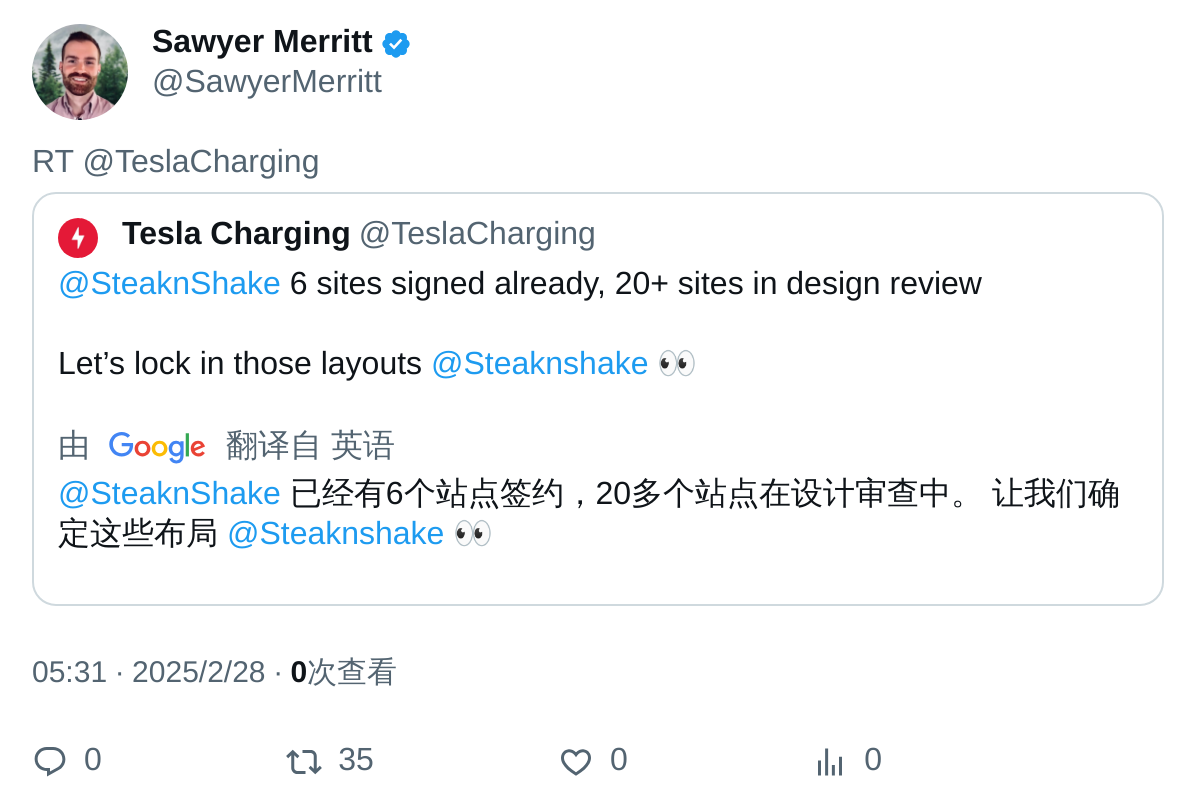 Sawyer Merritt
@SawyerMerritt
RT @TeslaCharging
Tesla Charging @TeslaCharging
@SteaknShake 6 sites signed already, 20+ sites in design review
Let’s lock in those layouts @Steaknshake 👀
由 Google 翻译自 英语
@SteaknShake 已经有6个站点签约，20多个站点在设计审查中。 让我们确
定这些布局 @Steaknshake 👀
05:31 · 2025/2/28 · 0次查看
0 35 0 0